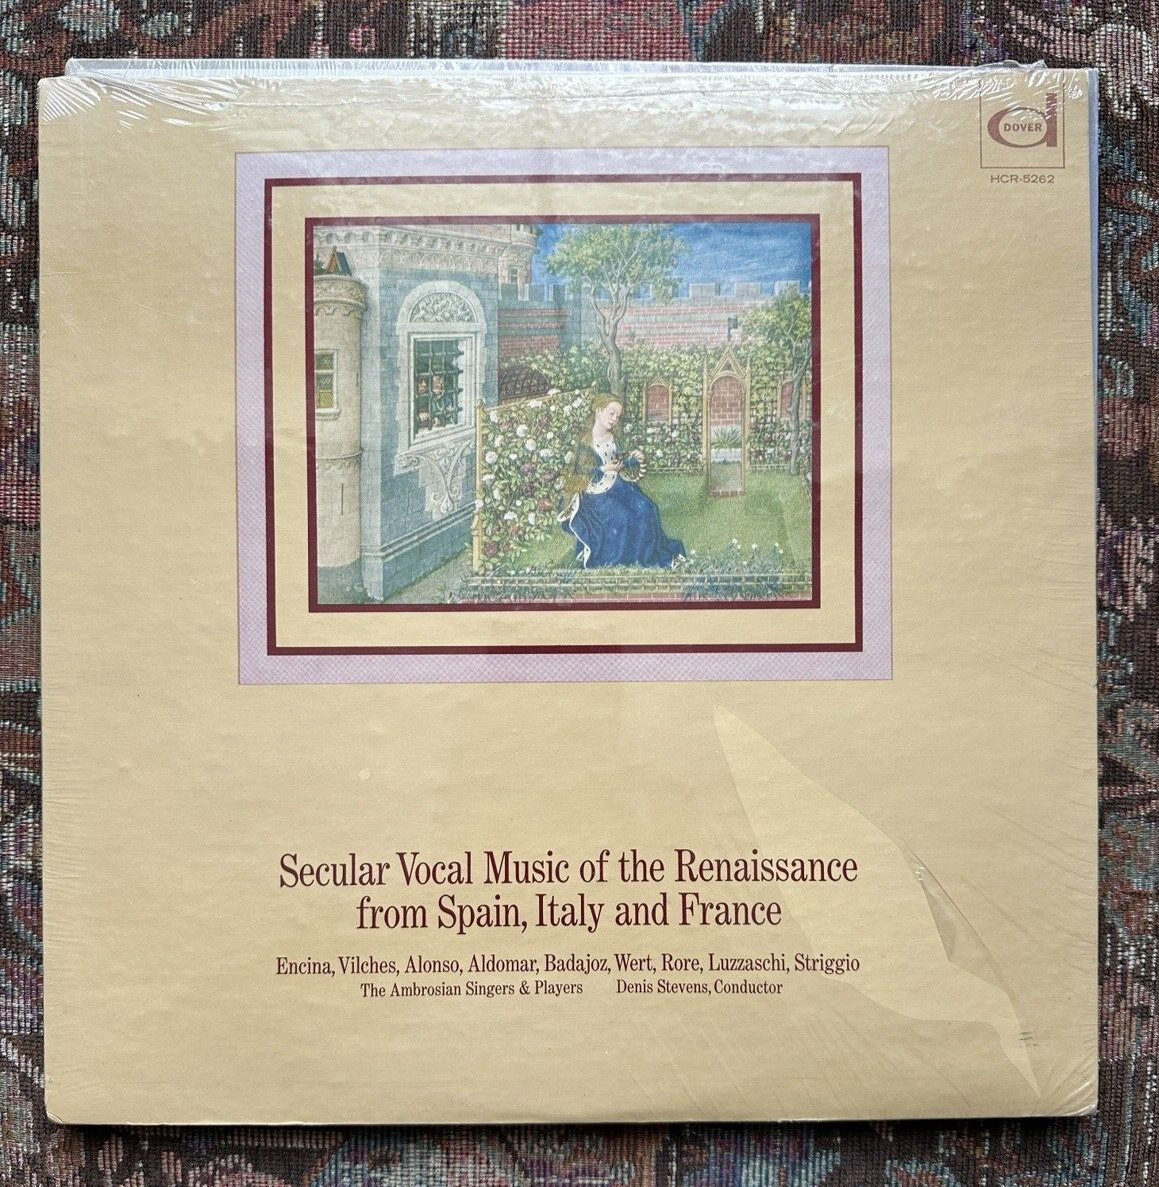 DOVER
HCR-5262
Secular Vocal Music of the Renaissance
from Spain, Italy and France
Encina, Vilches, Alonso, Aldomar, Badajoz, Wert, Rore, Luzzaschi, Striggio
The Ambrosian Singers & Players Denis Stevens, Conductor